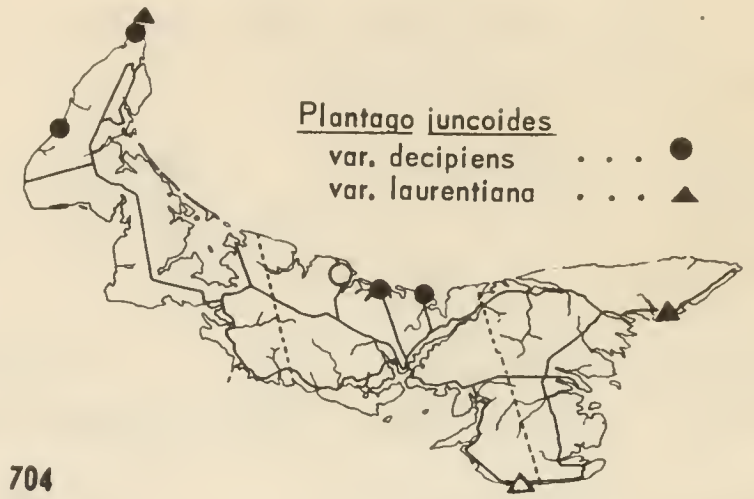 Plantago juncoides
var. decipiens . . .
var. laurentiana . . .
704